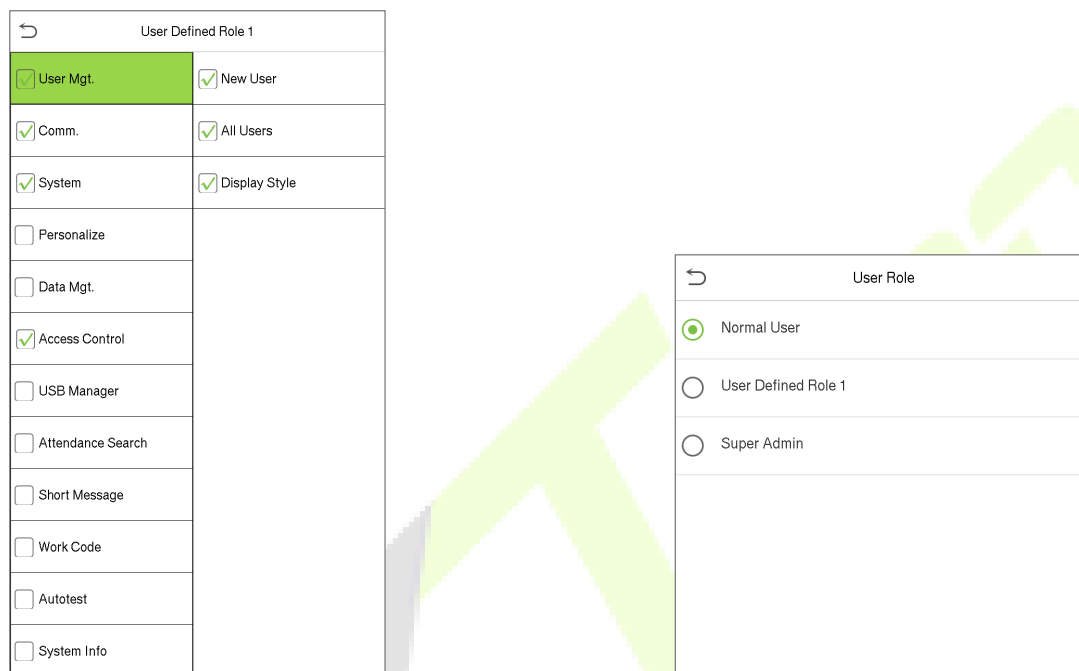 User Defined Role 1
User Mgt.
New User
Comm.
All Users
System
Display Style
Personalize
Data Mgt.
Access Control
USB Manager
Attendance Search
Short Message
Work Code
Autotest
System Info
User Role
Normal User
User Defined Role 1
Super Admin